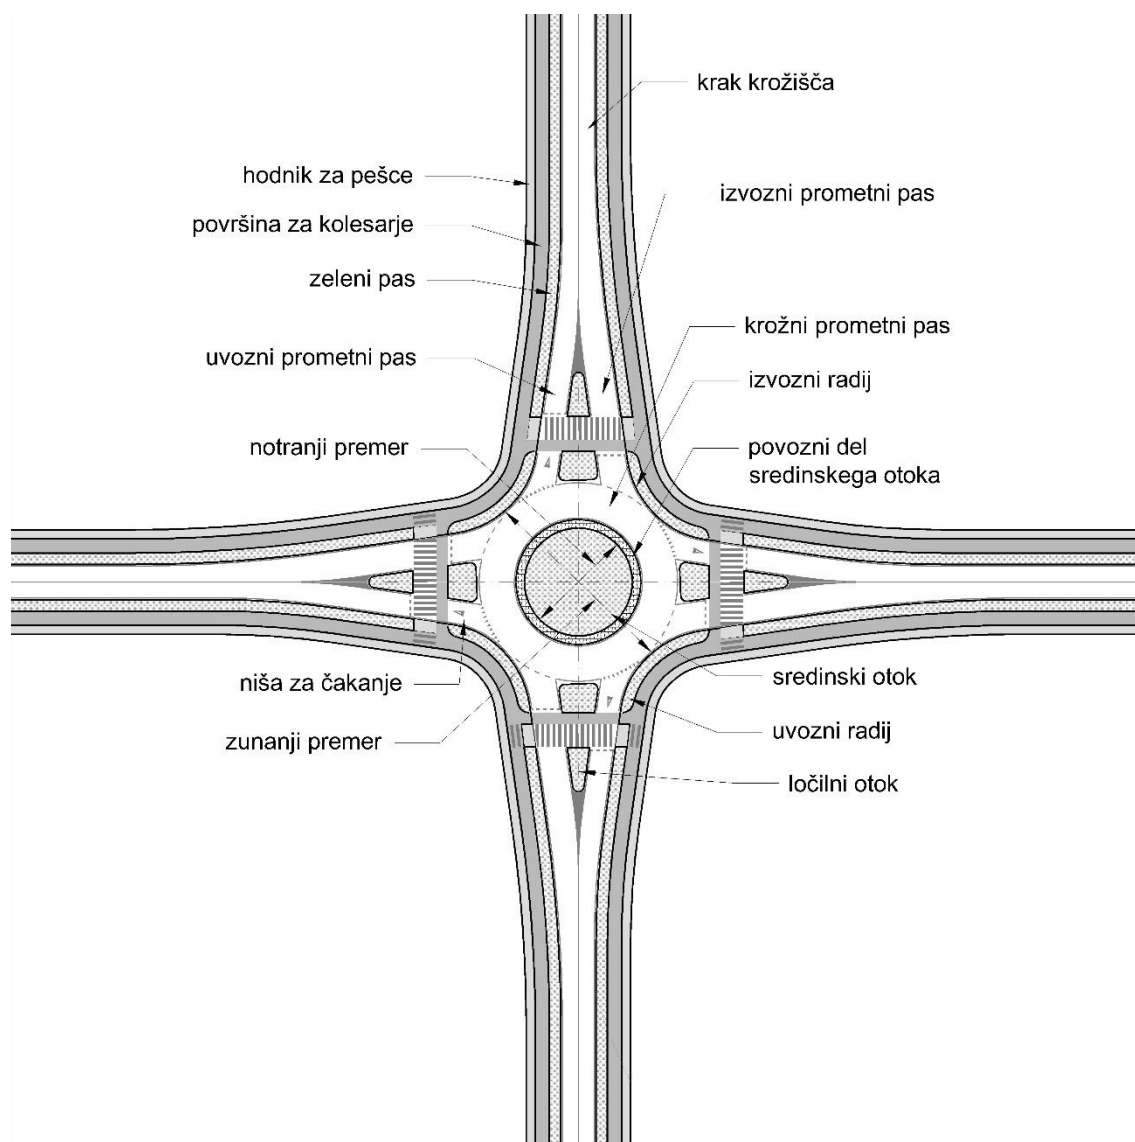 krak krožišča
hodnik za pešce
izvozni prometni pas
površina za kolesarje
zeleni pas
krožni prometni pas
uvozni prometni pas
izvozni radij
notranji premer
povozni del
sredinskega otoka
niša za čakanje
sredinski otok
uvozni radij
zunanji premer
ločilni otok